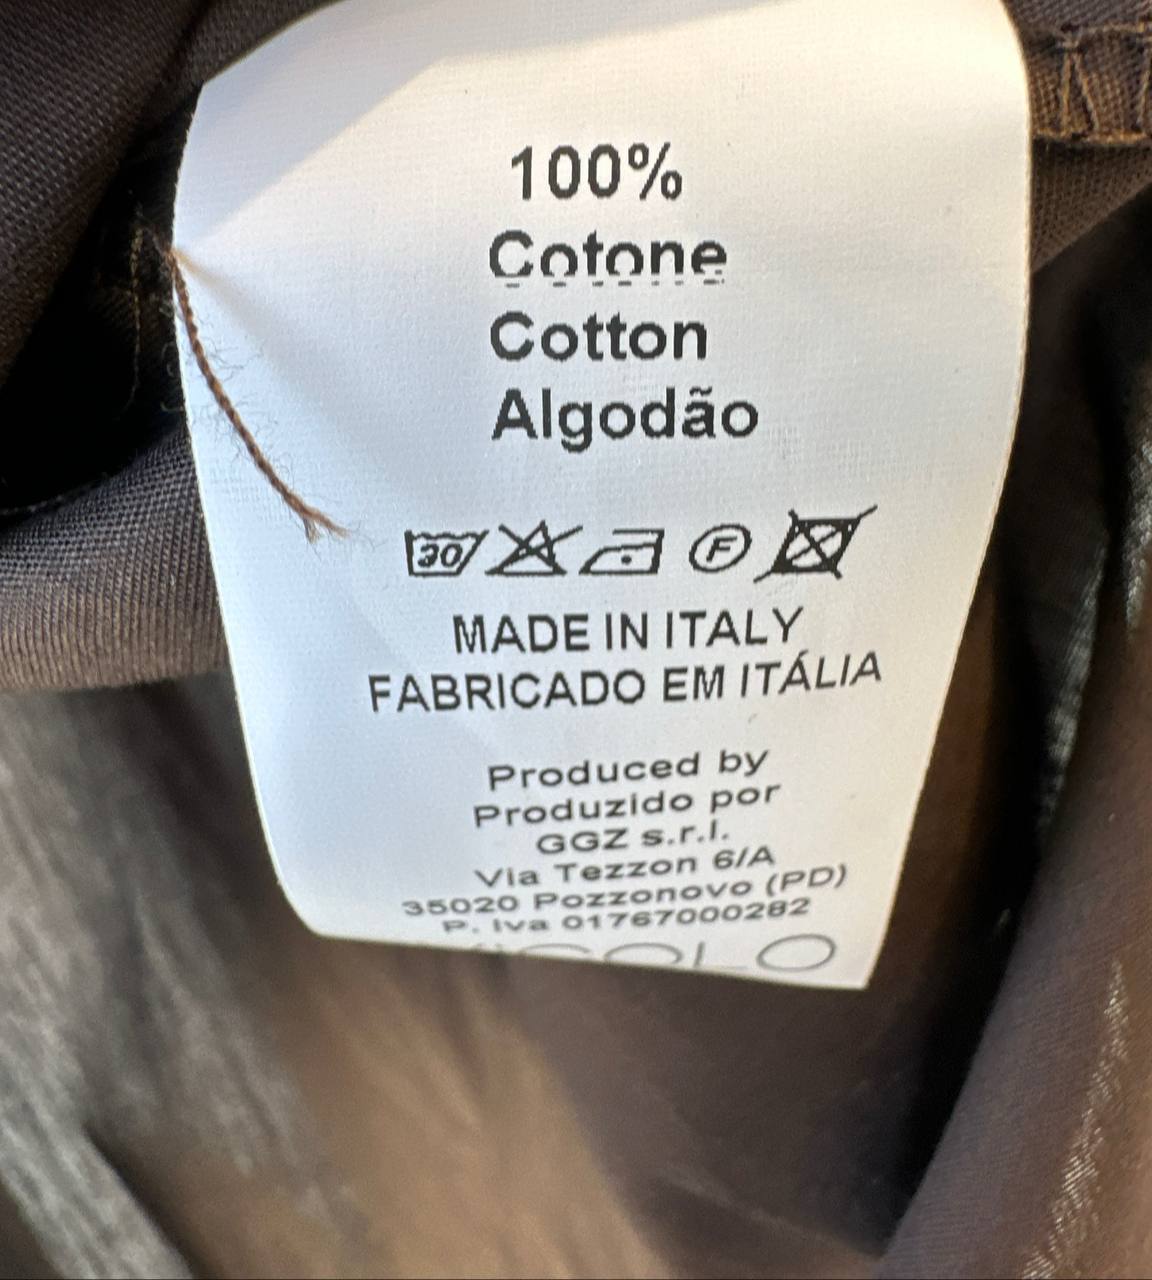 100%
Cotone
Cotton
Algodão
30 F
MADE IN ITALY
FABRICADO EM ITÁLIA
Produced by
Produzido por
GGZ s.r.l.
Via Tezzon 6/A
35020 Pozzonovo (PD)
P. Iva 01767000282